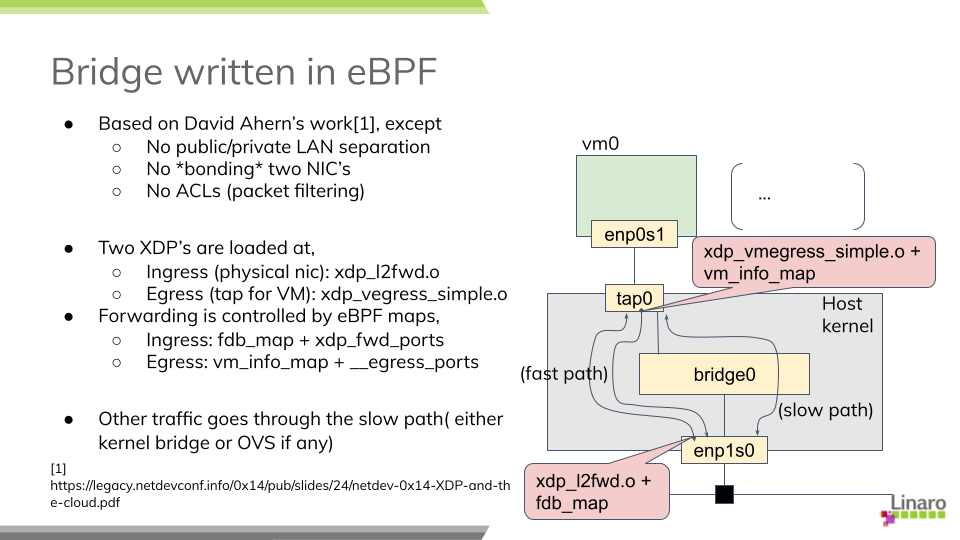 Bridge written in eBPF
● Based on David Ahern's work[1], except
○ No public/private LAN separation
○ No *bonding* two NIC's
○ No ACLs (packet filtering)
● Two XDP's are loaded at,
○ Ingress (physical nic): xdp_l2fwd.o
○ Egress (tap for VM): xdp_vegress_simple.o
● Forwarding is controlled by eBPF maps,
○ Ingress: fdb_map + xdp_fwd_ports
○ Egress: vm_info_map + __egress_ports
● Other traffic goes through the slow path( either
kernel bridge or OVS if any)
[1]
https://legacy.netdevconf.info/0x14/pub/slides/24/netdev-0x14-XDP-and-th
e-cloud.pdf
vm0
...
enp0s1
xdp_vmegress_simple.o +
vm_info_map
tap0
Host
kernel
(fast path)
bridge0
(slow path)
enp1s0
xdp_l2fwd.o +
fdb_map
Linaro